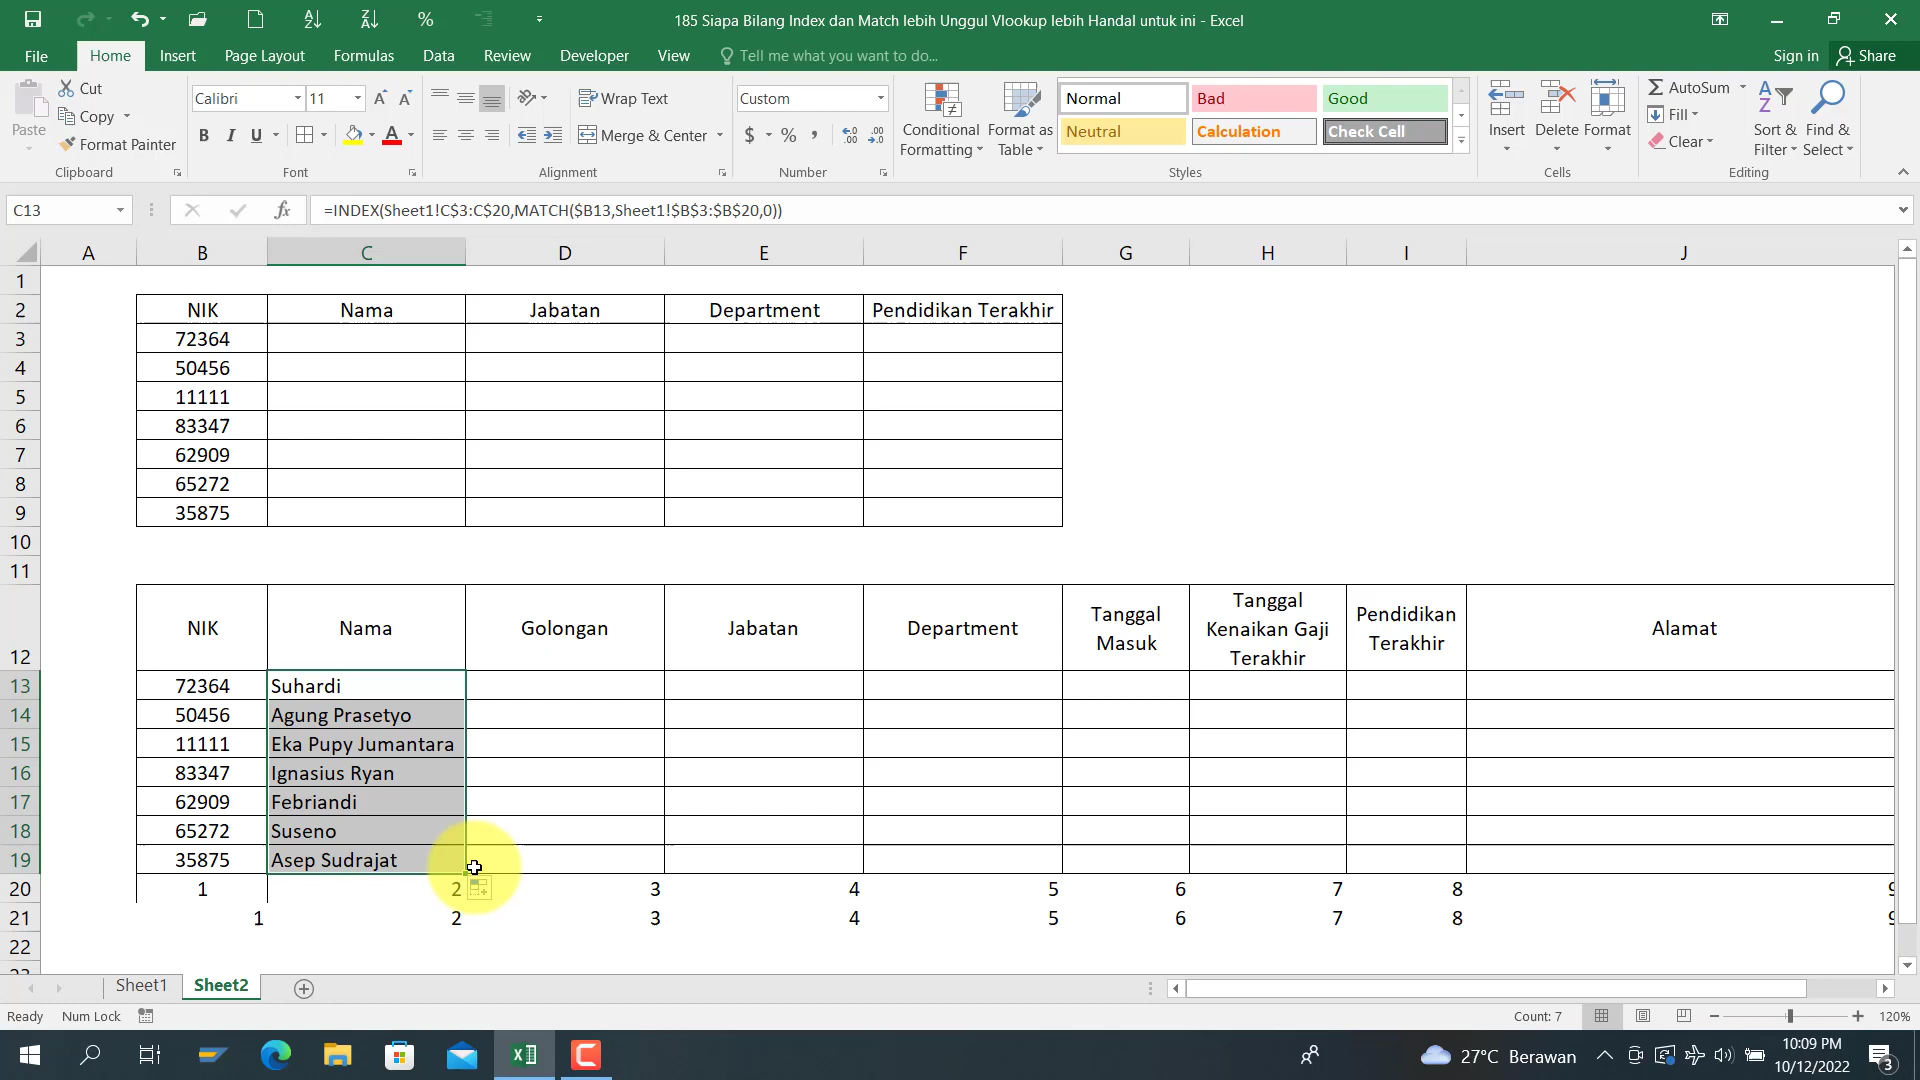 185 Siapa Bilang Index dan Match lebih Unggul Vlookup lebih Handal untuk ini - Excel
File Home Insert Page Layout Formulas Data Review Developer View Tell me what you want to do... Sign in Share
Paste Cut Copy Format Painter Clipboard
Calibri 11 Font
Wrap Text Merge & Center Alignment
Custom Number
Conditional Formatting Format as Table
Normal Bad Good
Neutral Calculation Check Cell
Styles
Insert Delete Format Cells
AutoSum Fill Clear Sort & Filter Find & Select Editing
C13 fx =INDEX(Sheet1!C$3:C$20,MATCH($B13,Sheet1!$B$3:$B$20,0))
A B C D E F G H I J
1
2 NIK Nama Jabatan Department Pendidikan Terakhir
3 72364
4 50456
5 11111
6 83347
7 62909
8 65272
9 35875
10
11
12 NIK Nama Golongan Jabatan Department Tanggal Masuk Tanggal Kenaikan Gaji Terakhir Pendidikan Terakhir Alamat
13 72364 Suhardi
14 50456 Agung Prasetyo
15 11111 Eka Pupy Jumantara
16 83347 Ignasius Ryan
17 62909 Febriandi
18 65272 Suseno
19 35875 Asep Sudrajat
20 1 2 3 4 5 6 7 8
21 1 2 3 4 5 6 7 8
22
Sheet1 Sheet2
Ready Num Lock Count: 7 120%
27°C Berawan 10:09 PM
10/12/2022 3